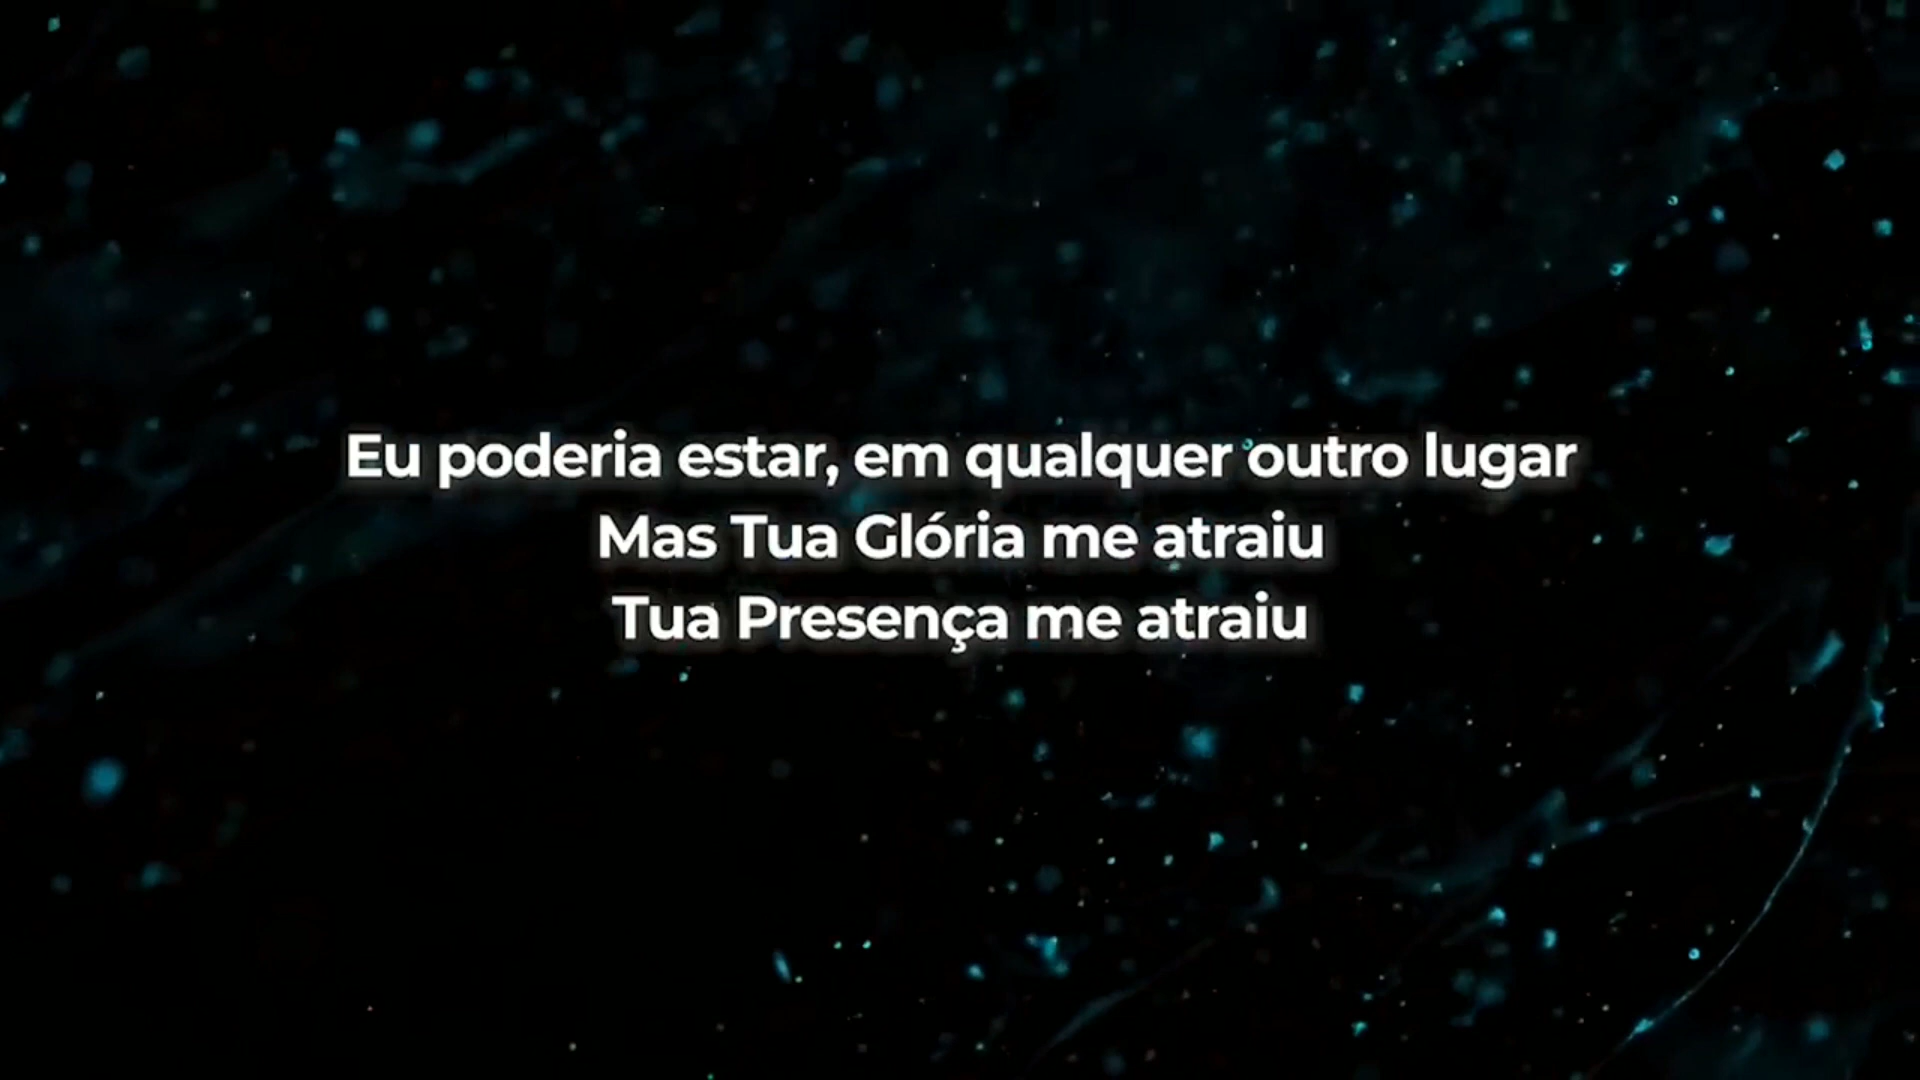 Eu poderia estar, em qualquer outro lugar
Mas Tua Glória me atraiu
Tua Presença me atraiu